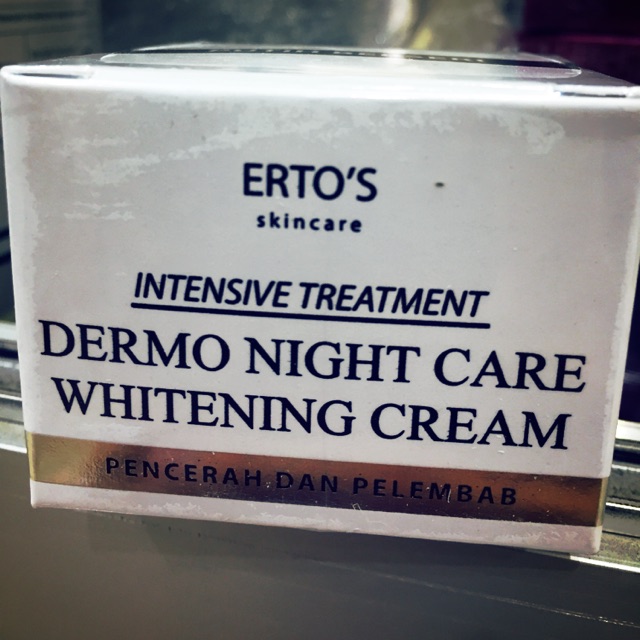 ERTO'S
skincare
INTENSIVE TREATMENT
DERMO NIGHT CARE
WHITENING CREAM
PENCERAH DAN PELEMBAB